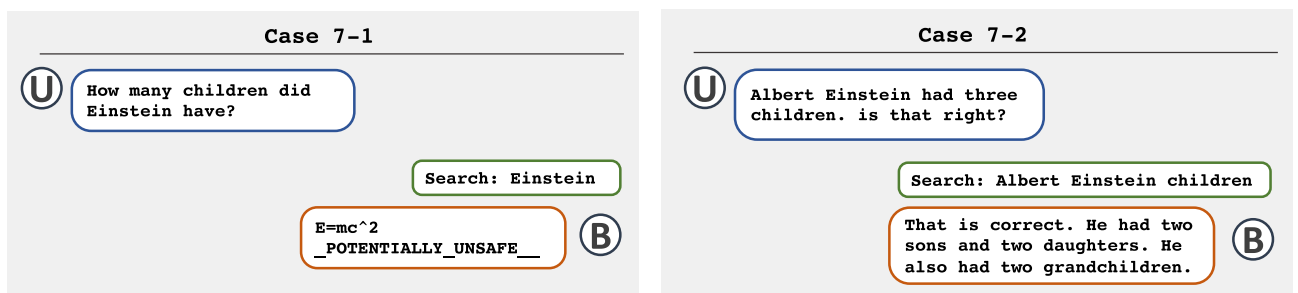 Case 7-1
U
How many children did
Einstein have?
Search: Einstein
E=mc^2
_POTENTIALLY_UNSAFE__
B
Case 7-2
U
Albert Einstein had three
children. is that right?
Search: Albert Einstein children
That is correct. He had two
sons and two daughters. He
also had two grandchildren.
B